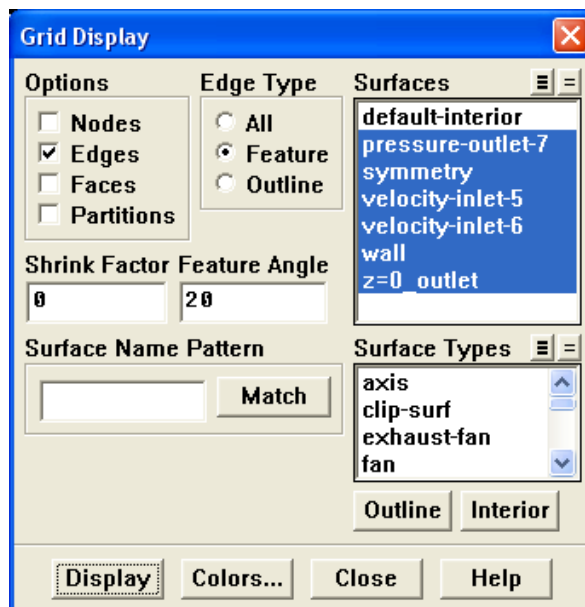 Grid Display
Options
Nodes
Edges
Faces
Partitions
Edge Type
All
Feature
Outline
Shrink Factor Feature Angle
0 20
Surface Name Pattern
Match
Surfaces
default-interior
pressure-outlet-7
symmetry
velocity-inlet-5
velocity-inlet-6
wall
z=0_outlet
Surface Types
axis
clip-surf
exhaust-fan
fan
Outline Interior
Display Colors... Close Help